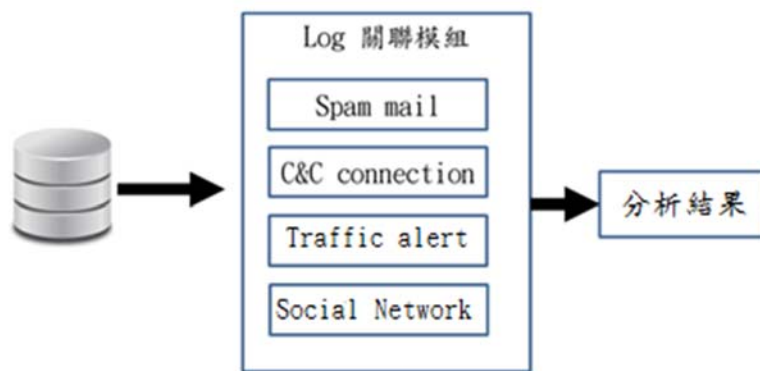 Log 關聯模組
Spam mail
C&C connection
Traffic alert
Social Network
分析結果